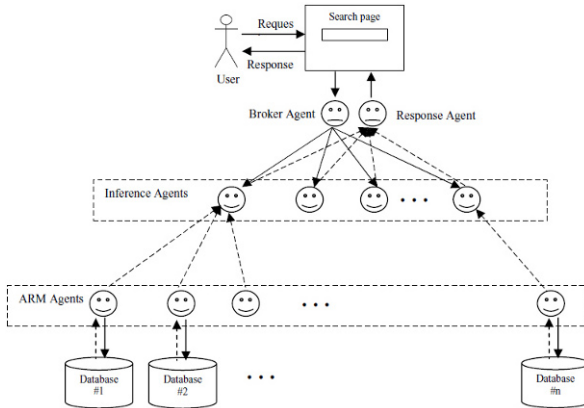 Reques
Search page
Response
User
Broker Agent
Response Agent
Inference Agents
. . .
ARM Agents
. . .
Database
#1
Database
#2
. . .
Database
#n